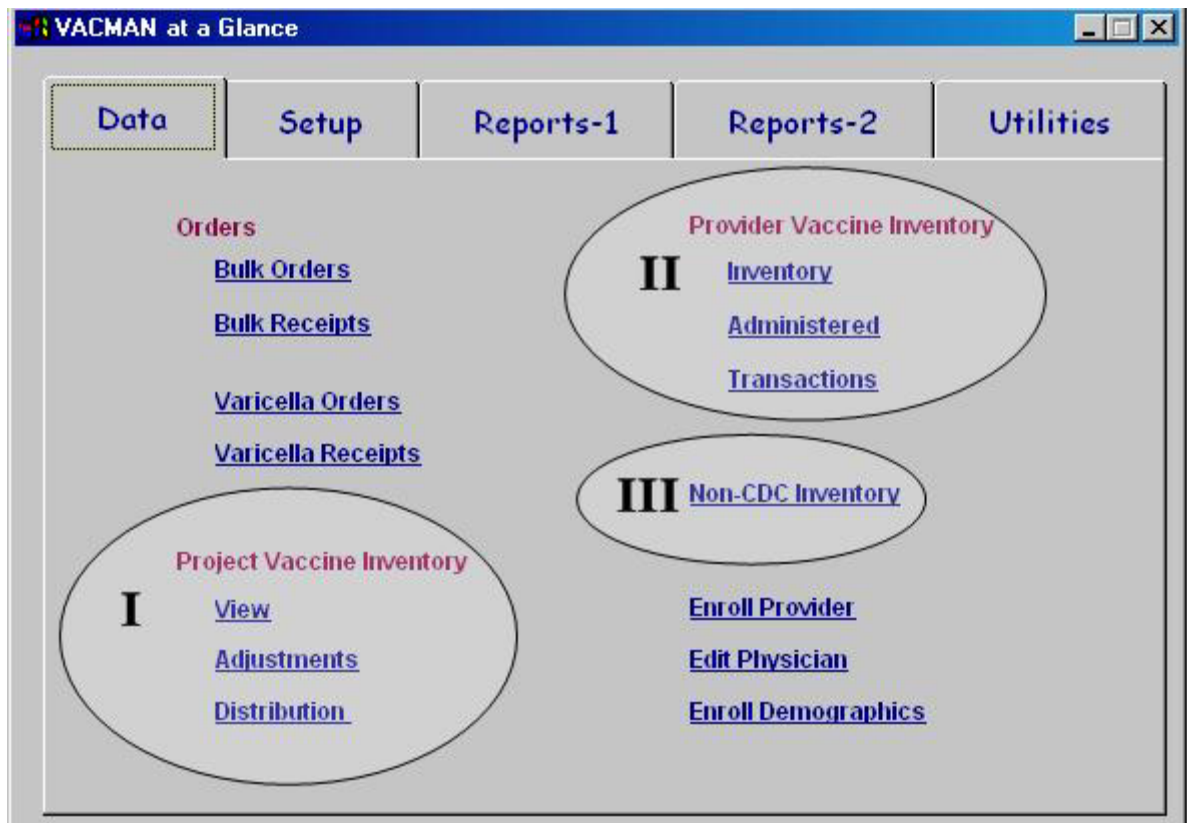 VACMAN at a Glance
Data
Setup
Reports-1
Reports-2
Utilities
Orders
Bulk Orders
Bulk Receipts
Varicella Orders
Varicella Receipts
I
Project Vaccine Inventory
View
Adjustments
Distribution
II
Provider Vaccine Inventory
Inventory
Administered
Transactions
III
Non-CDC Inventory
Enroll Provider
Edit Physician
Enroll Demographics